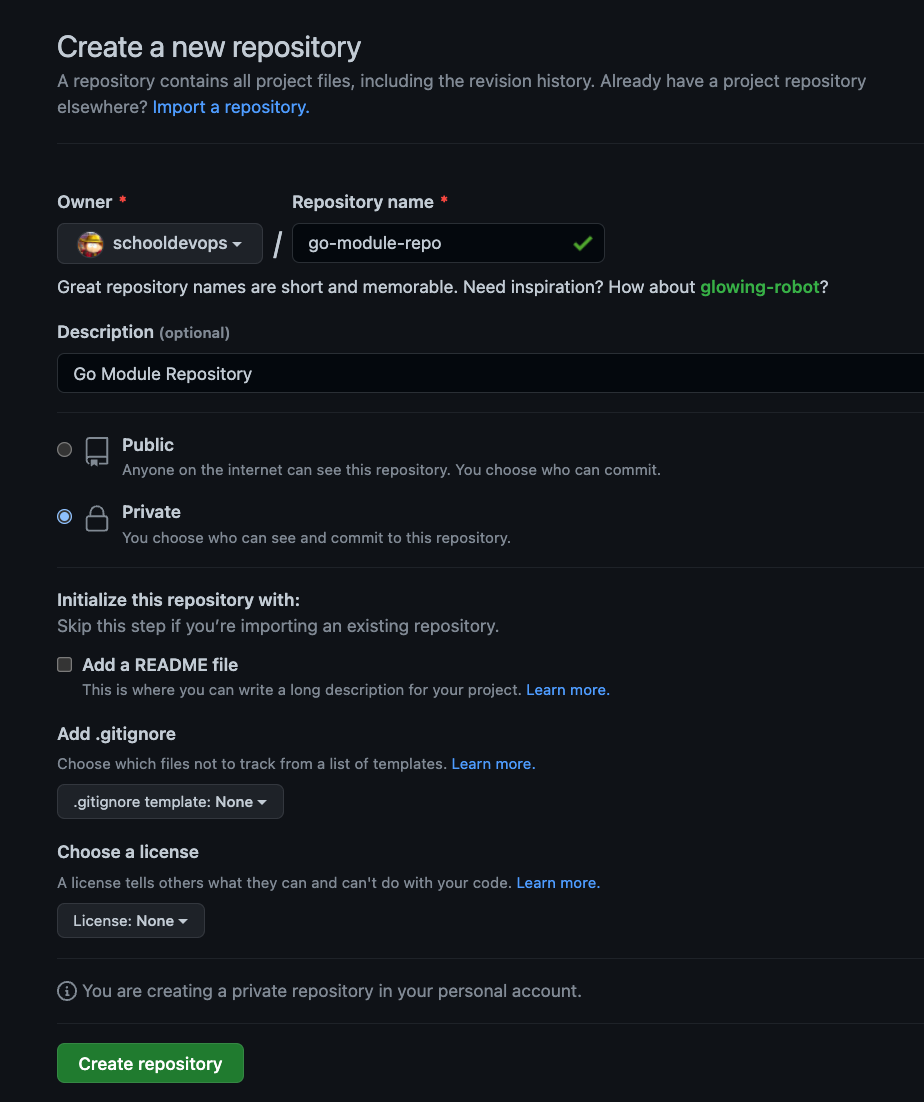 Create a new repository
A repository contains all project files, including the revision history. Already have a project repository
elsewhere? Import a repository.
Owner * Repository name *
schooldevops / go-module-repo
Great repository names are short and memorable. Need inspiration? How about glowing-robot?
Description (optional)
Go Module Repository
Public
Anyone on the internet can see this repository. You choose who can commit.
Private
You choose who can see and commit to this repository.
Initialize this repository with:
Skip this step if you’re importing an existing repository.
Add a README file
This is where you can write a long description for your project. Learn more.
Add .gitignore
Choose which files not to track from a list of templates. Learn more.
.gitignore template: None
Choose a license
A license tells others what they can and can't do with your code. Learn more.
License: None
You are creating a private repository in your personal account.
Create repository